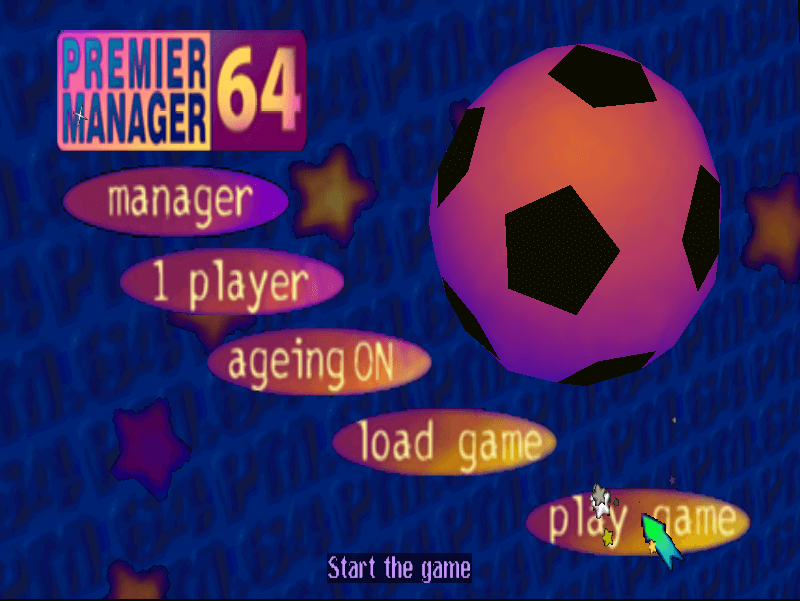 PREMIER
MANAGER 64
manager
1 player
ageing ON
load game
play game
Start the game